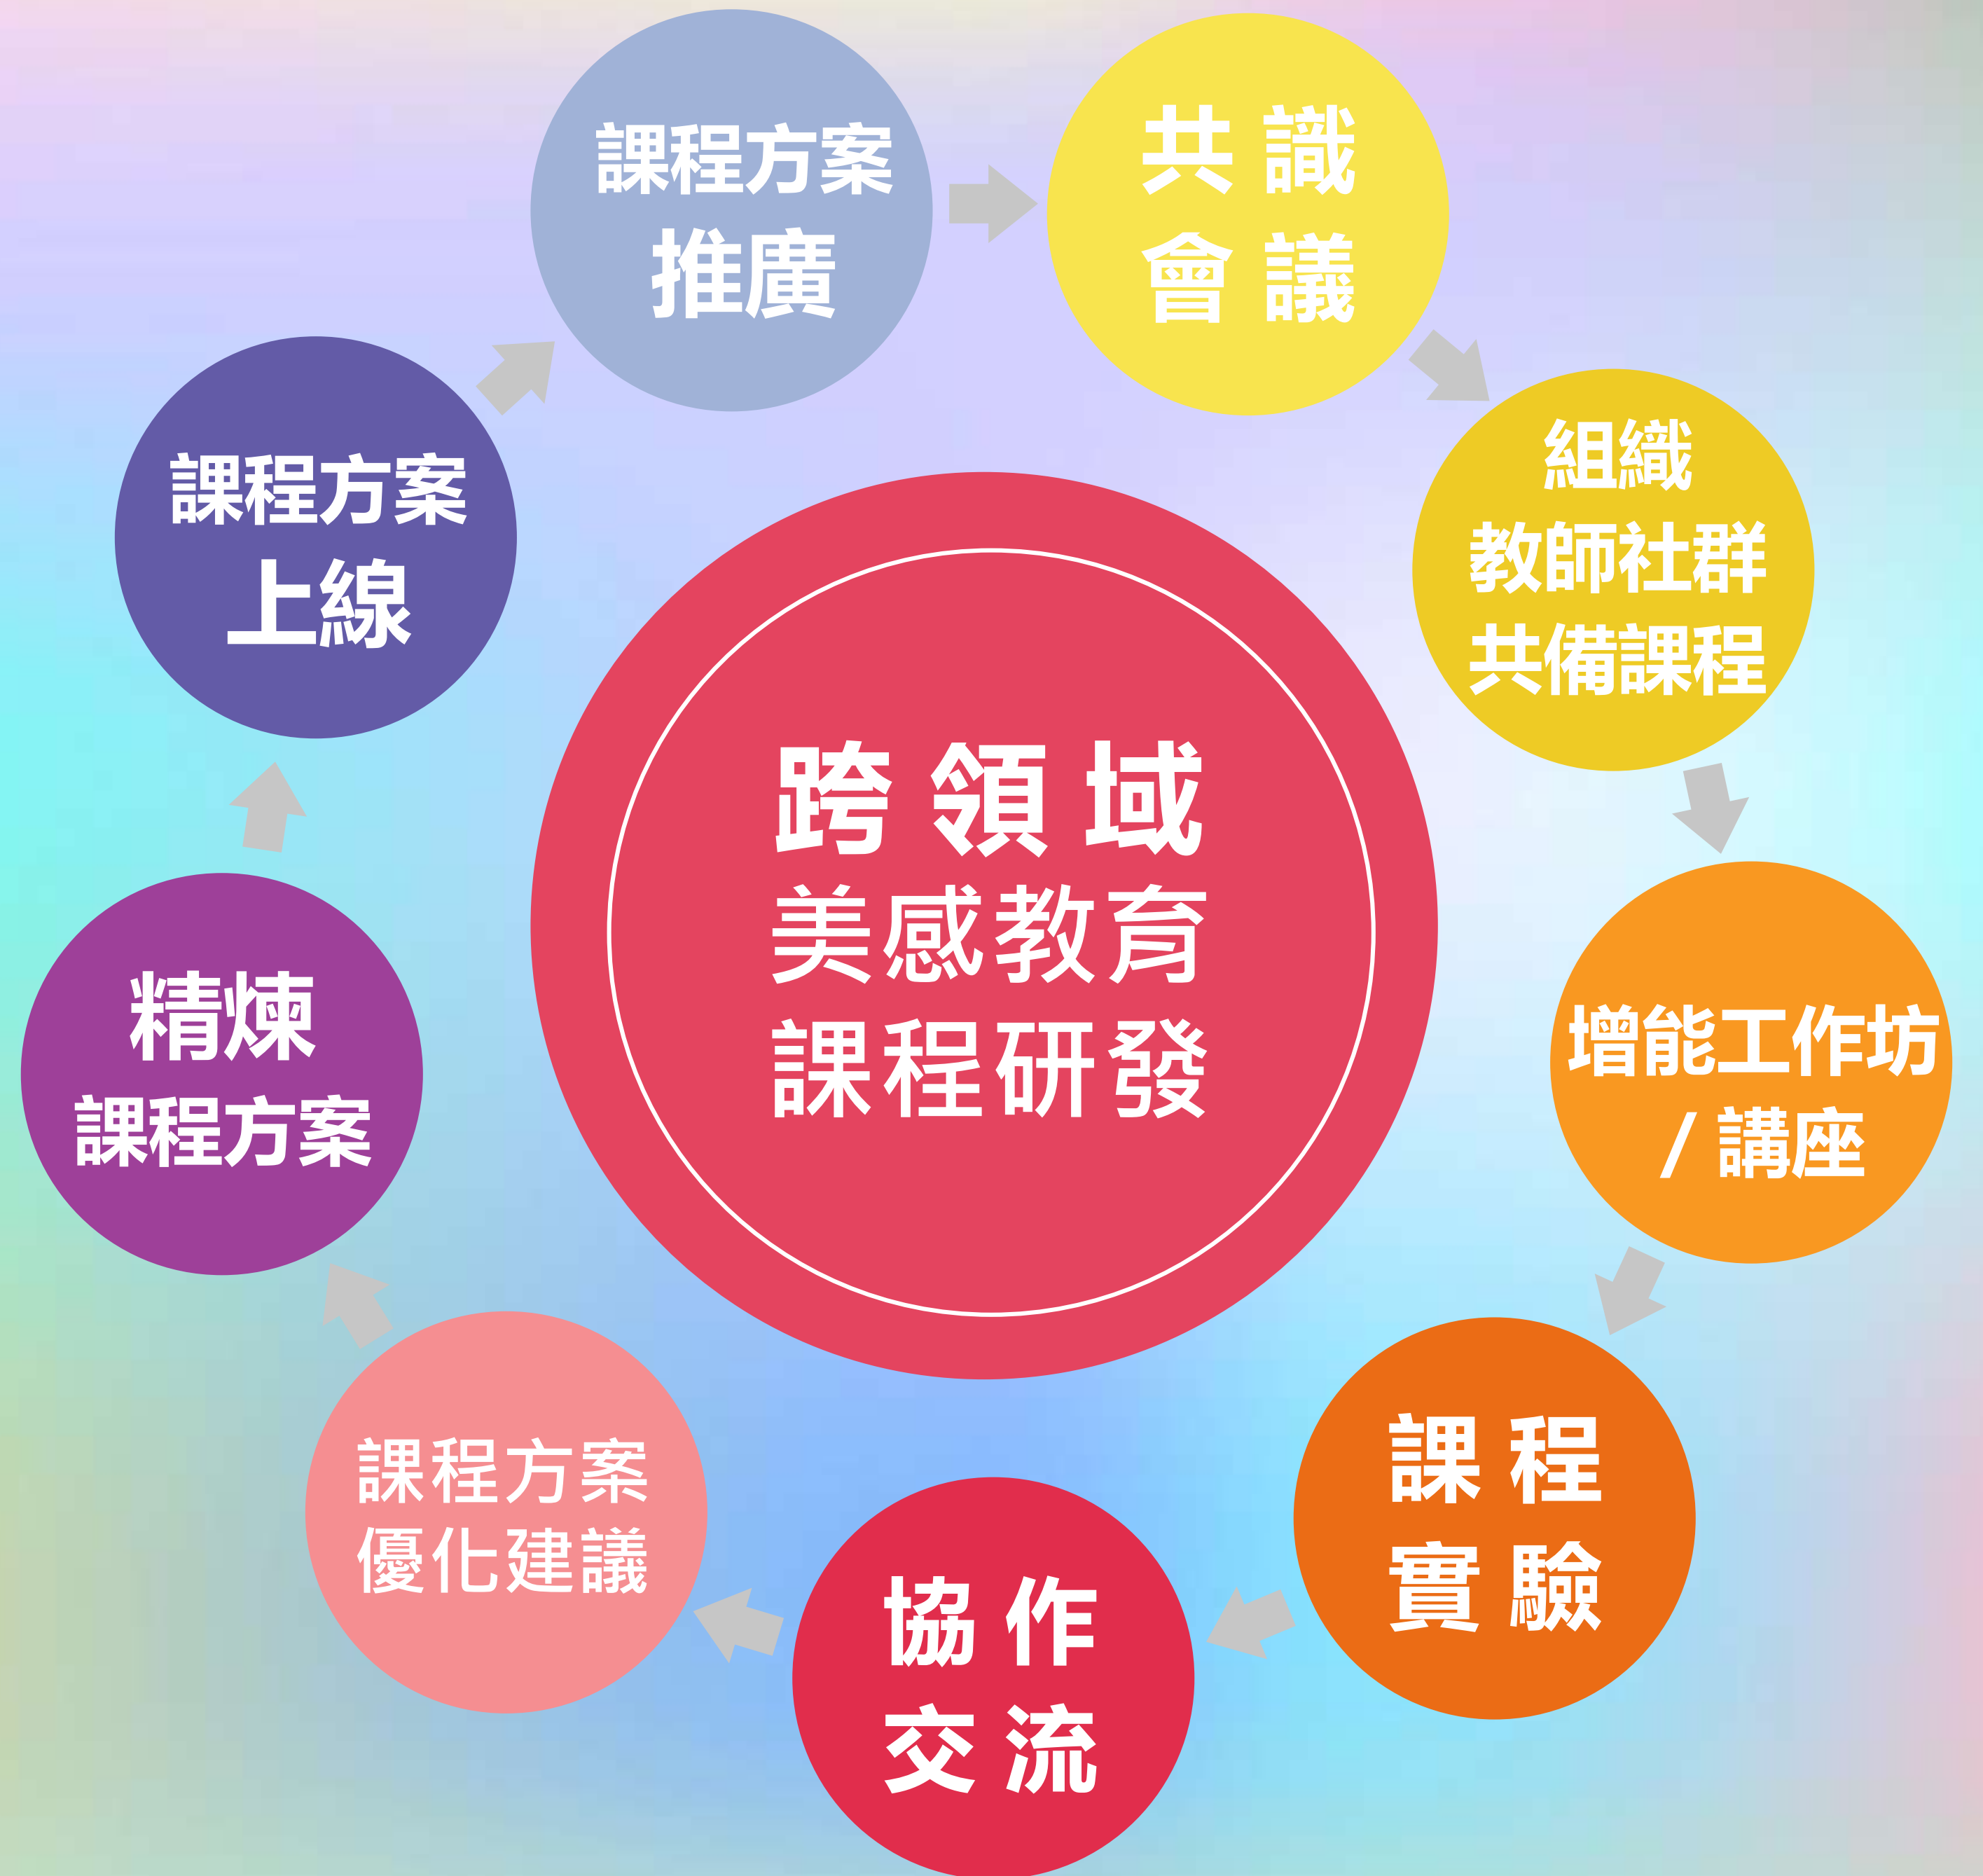 跨領域
美感教育
課程研發
共識
會議
組織
教師社群
共備課程
增能工作坊
/講座
課程
實驗
協作
交流
課程方案
優化建議
精煉
課程方案
課程方案
上線
課程方案
推廣